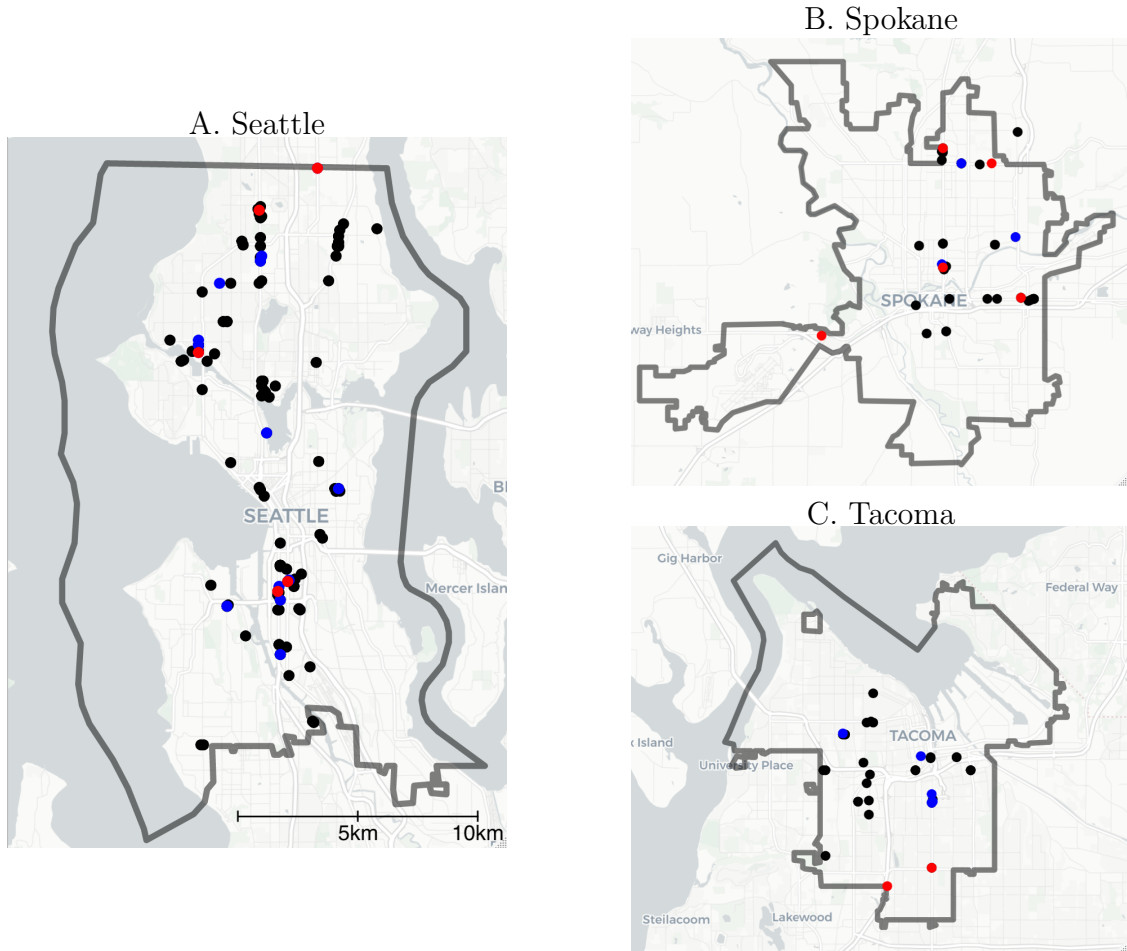 A. Seattle
SEATTLE
Mercer Islan
5km
10km
B. Spokane
SPOKANE
way Heights
C. Tacoma
Gig Harbor
Federal Way
TACOMA
Island
University Place
Steilacoom
Lakewood